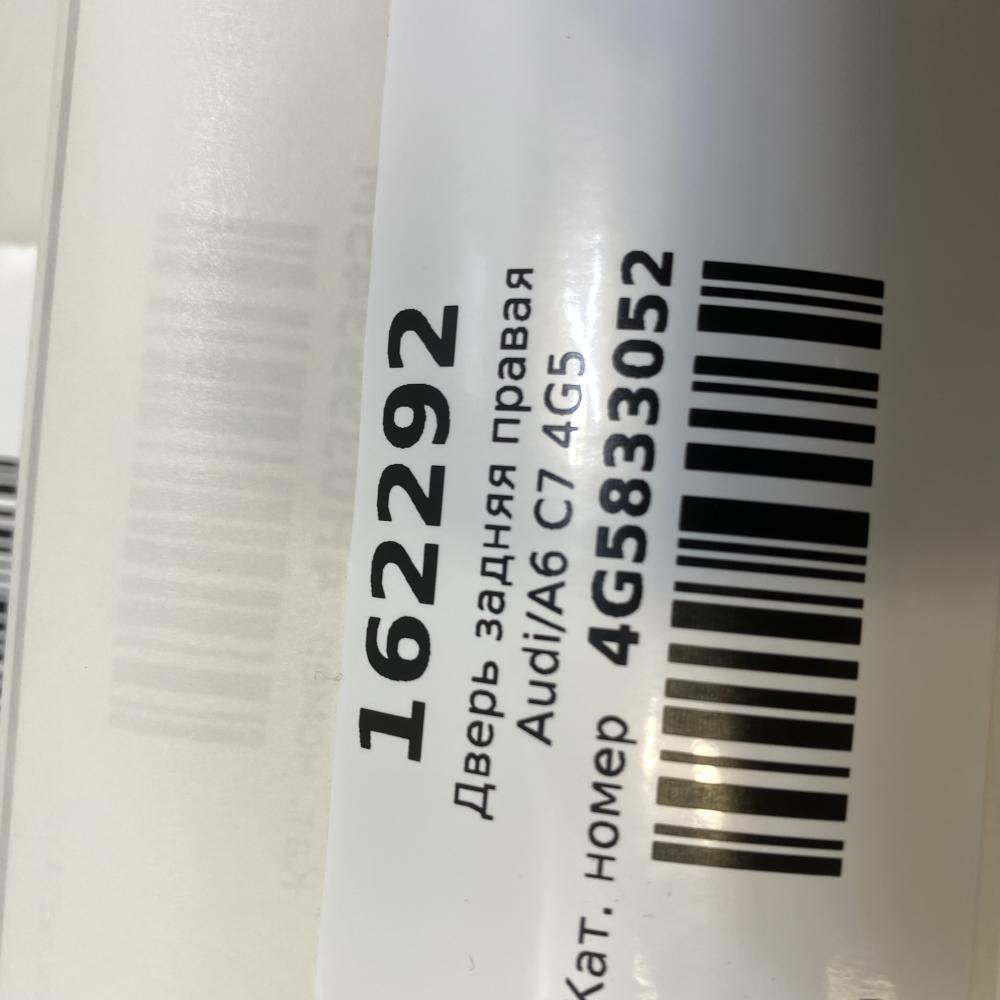 162292
Дверь задняя правая
Audi/A6 C7 4G5
Кат. номер 4G5833052